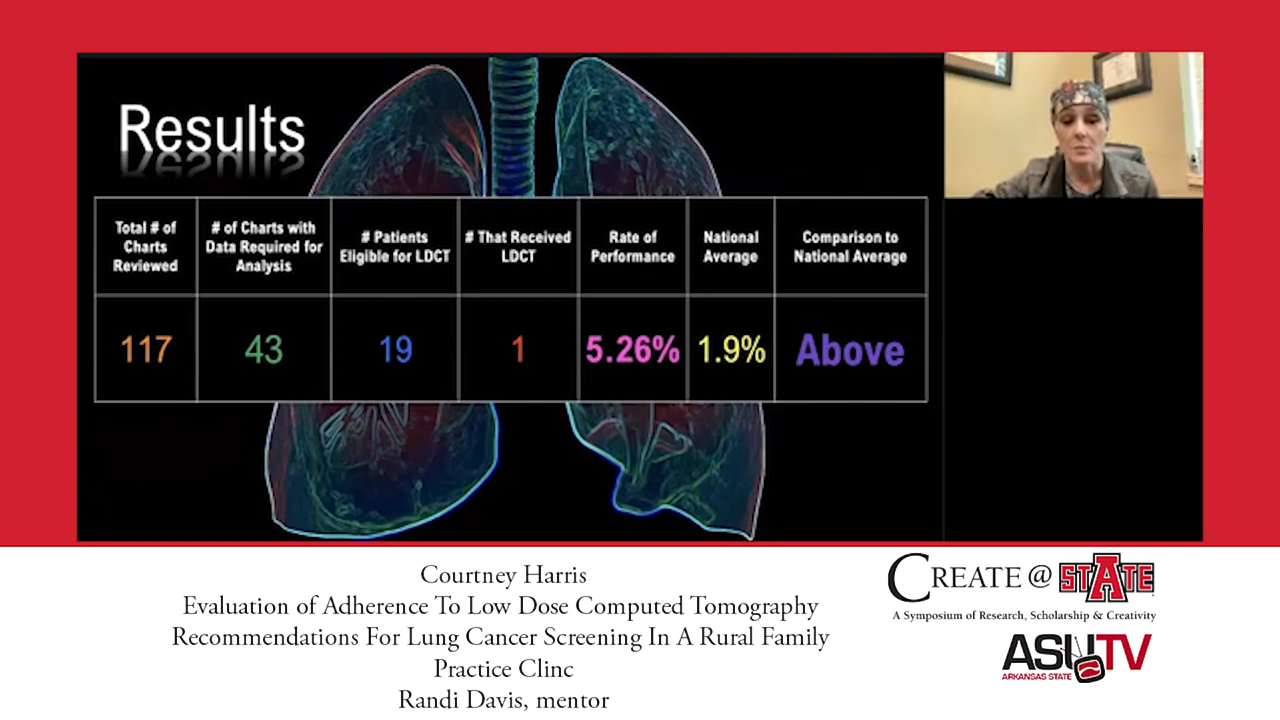 Results
Total # of
Charts
Reviewed
# of Charts with
Data Required for
Analysis
# Patients
Eligible for LDCT
# That Received
LDCT
Rate of
Performance
National
Average
Comparison to
National Average
117
43
19
1
5.26%
1.9%
Above
Courtney Harris
Evaluation of Adherence To Low Dose Computed Tomography
Recommendations For Lung Cancer Screening In A Rural Family
Practice Clinc
Randi Davis, mentor
CREATE @ STATE
A Symposium of Research, Scholarship & Creativity
ASUTV
ARKANSAS STATE